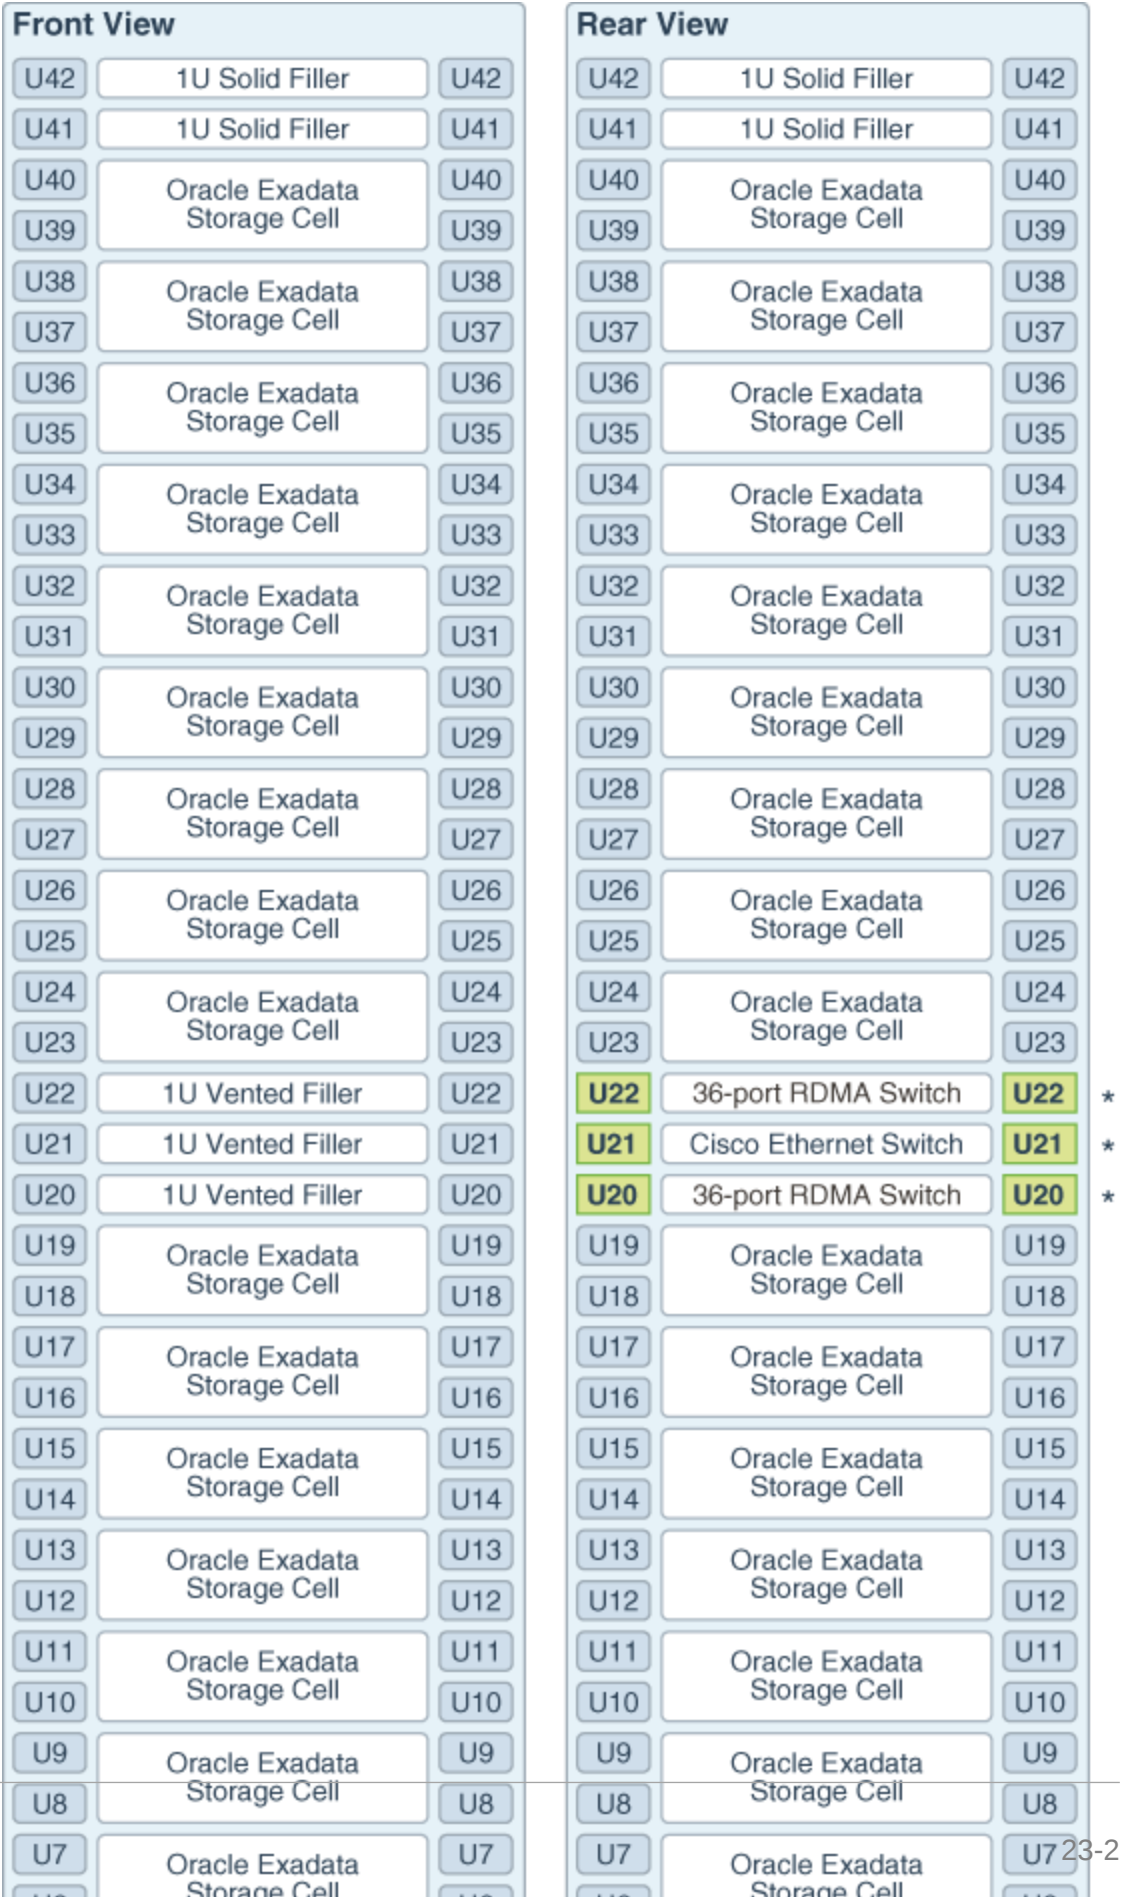 Front View
U42 1U Solid Filler U42
U41 1U Solid Filler U41
U40 Oracle Exadata U40
U39 Storage Cell U39
U38 Oracle Exadata U38
U37 Storage Cell U37
U36 Oracle Exadata U36
U35 Storage Cell U35
U34 Oracle Exadata U34
U33 Storage Cell U33
U32 Oracle Exadata U32
U31 Storage Cell U31
U30 Oracle Exadata U30
U29 Storage Cell U29
U28 Oracle Exadata U28
U27 Storage Cell U27
U26 Oracle Exadata U26
U25 Storage Cell U25
U24 Oracle Exadata U24
U23 Storage Cell U23
U22 1U Vented Filler U22
U21 1U Vented Filler U21
U20 1U Vented Filler U20
U19 Oracle Exadata U19
U18 Storage Cell U18
U17 Oracle Exadata U17
U16 Storage Cell U16
U15 Oracle Exadata U15
U14 Storage Cell U14
U13 Oracle Exadata U13
U12 Storage Cell U12
U11 Oracle Exadata U11
U10 Storage Cell U10
U9 Oracle Exadata U9
U8 Storage Cell U8
U7 Oracle Exadata U7
Storage Cell
Rear View
U42 1U Solid Filler U42
U41 1U Solid Filler U41
U40 Oracle Exadata U40
U39 Storage Cell U39
U38 Oracle Exadata U38
U37 Storage Cell U37
U36 Oracle Exadata U36
U35 Storage Cell U35
U34 Oracle Exadata U34
U33 Storage Cell U33
U32 Oracle Exadata U32
U31 Storage Cell U31
U30 Oracle Exadata U30
U29 Storage Cell U29
U28 Oracle Exadata U28
U27 Storage Cell U27
U26 Oracle Exadata U26
U25 Storage Cell U25
U24 Oracle Exadata U24
U23 Storage Cell U23
U22 36-port RDMA Switch U22 *
U21 Cisco Ethernet Switch U21 *
U20 36-port RDMA Switch U20 *
U19 Oracle Exadata U19
U18 Storage Cell U18
U17 Oracle Exadata U17
U16 Storage Cell U16
U15 Oracle Exadata U15
U14 Storage Cell U14
U13 Oracle Exadata U13
U12 Storage Cell U12
U11 Oracle Exadata U11
U10 Storage Cell U10
U9 Oracle Exadata U9
U8 Storage Cell U8
U7 Oracle Exadata U7
Storage Cell
23-2